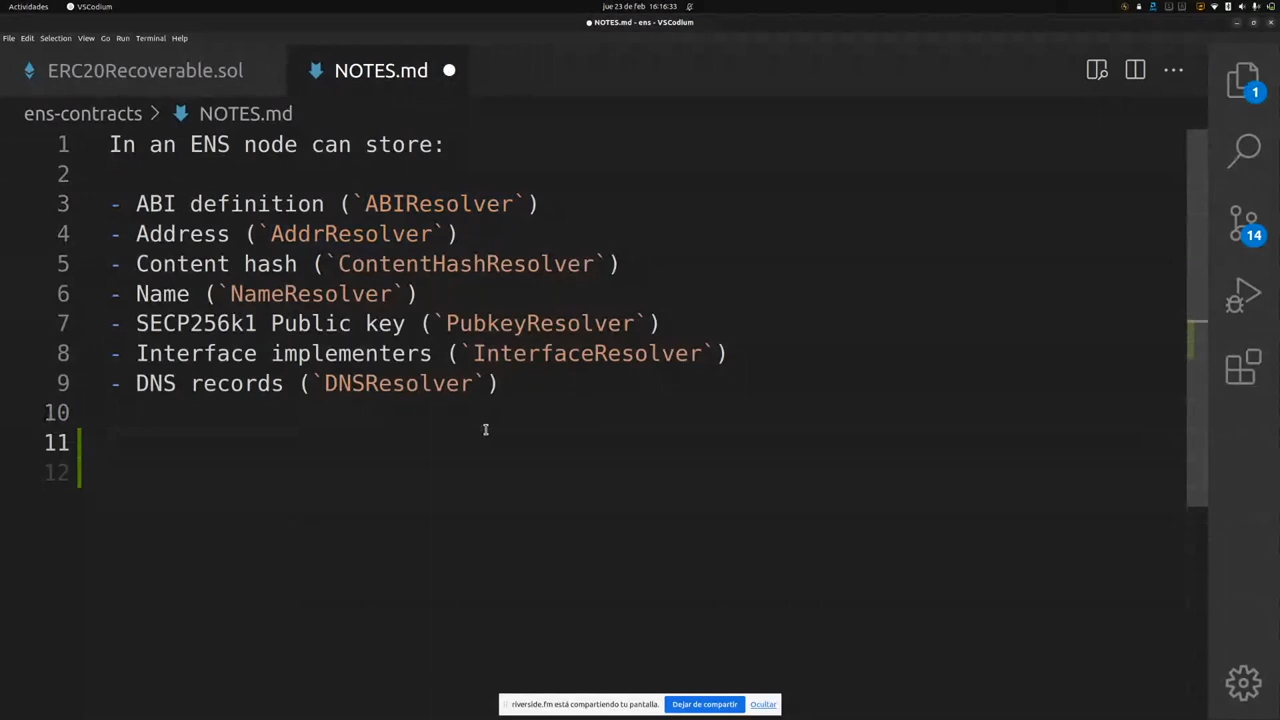 Actividades
VSCodium
jue 23 de feb 16:16:33
NOTES.md - ens - VSCodium
File Edit Selection View Go Run Terminal Help
ERC20Recoverable.sol
NOTES.md
ens-contracts > NOTES.md
1 In an ENS node can store:
2
3 - ABI definition (`ABIResolver`)
4 - Address (`AddrResolver`)
5 - Content hash (`ContentHashResolver`)
6 - Name (`NameResolver`)
7 - SECP256k1 Public key (`PubkeyResolver`)
8 - Interface implementers (`InterfaceResolver`)
9 - DNS records (`DNSResolver`)
10
11
12
1
14
riverside.fm está compartiendo tu pantalla.
Dejar de compartir
Ocultar